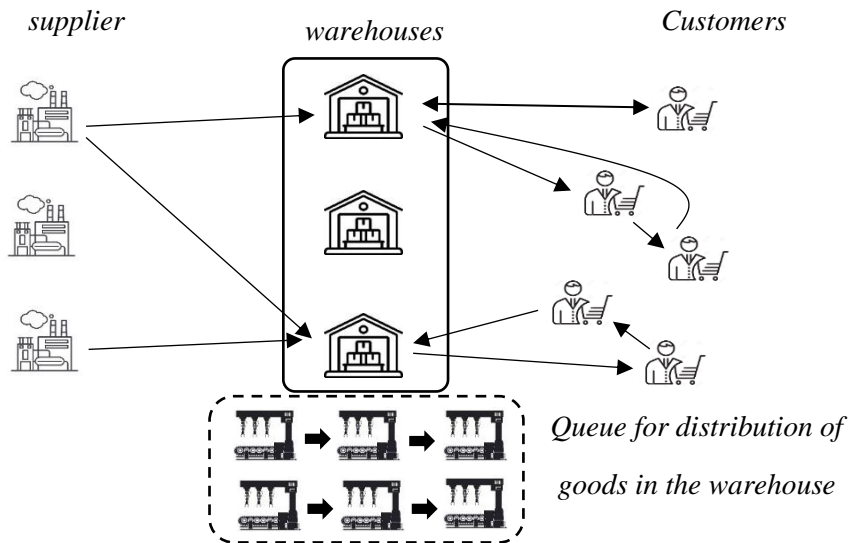 supplier
warehouses
Customers
Queue for distribution of
goods in the warehouse